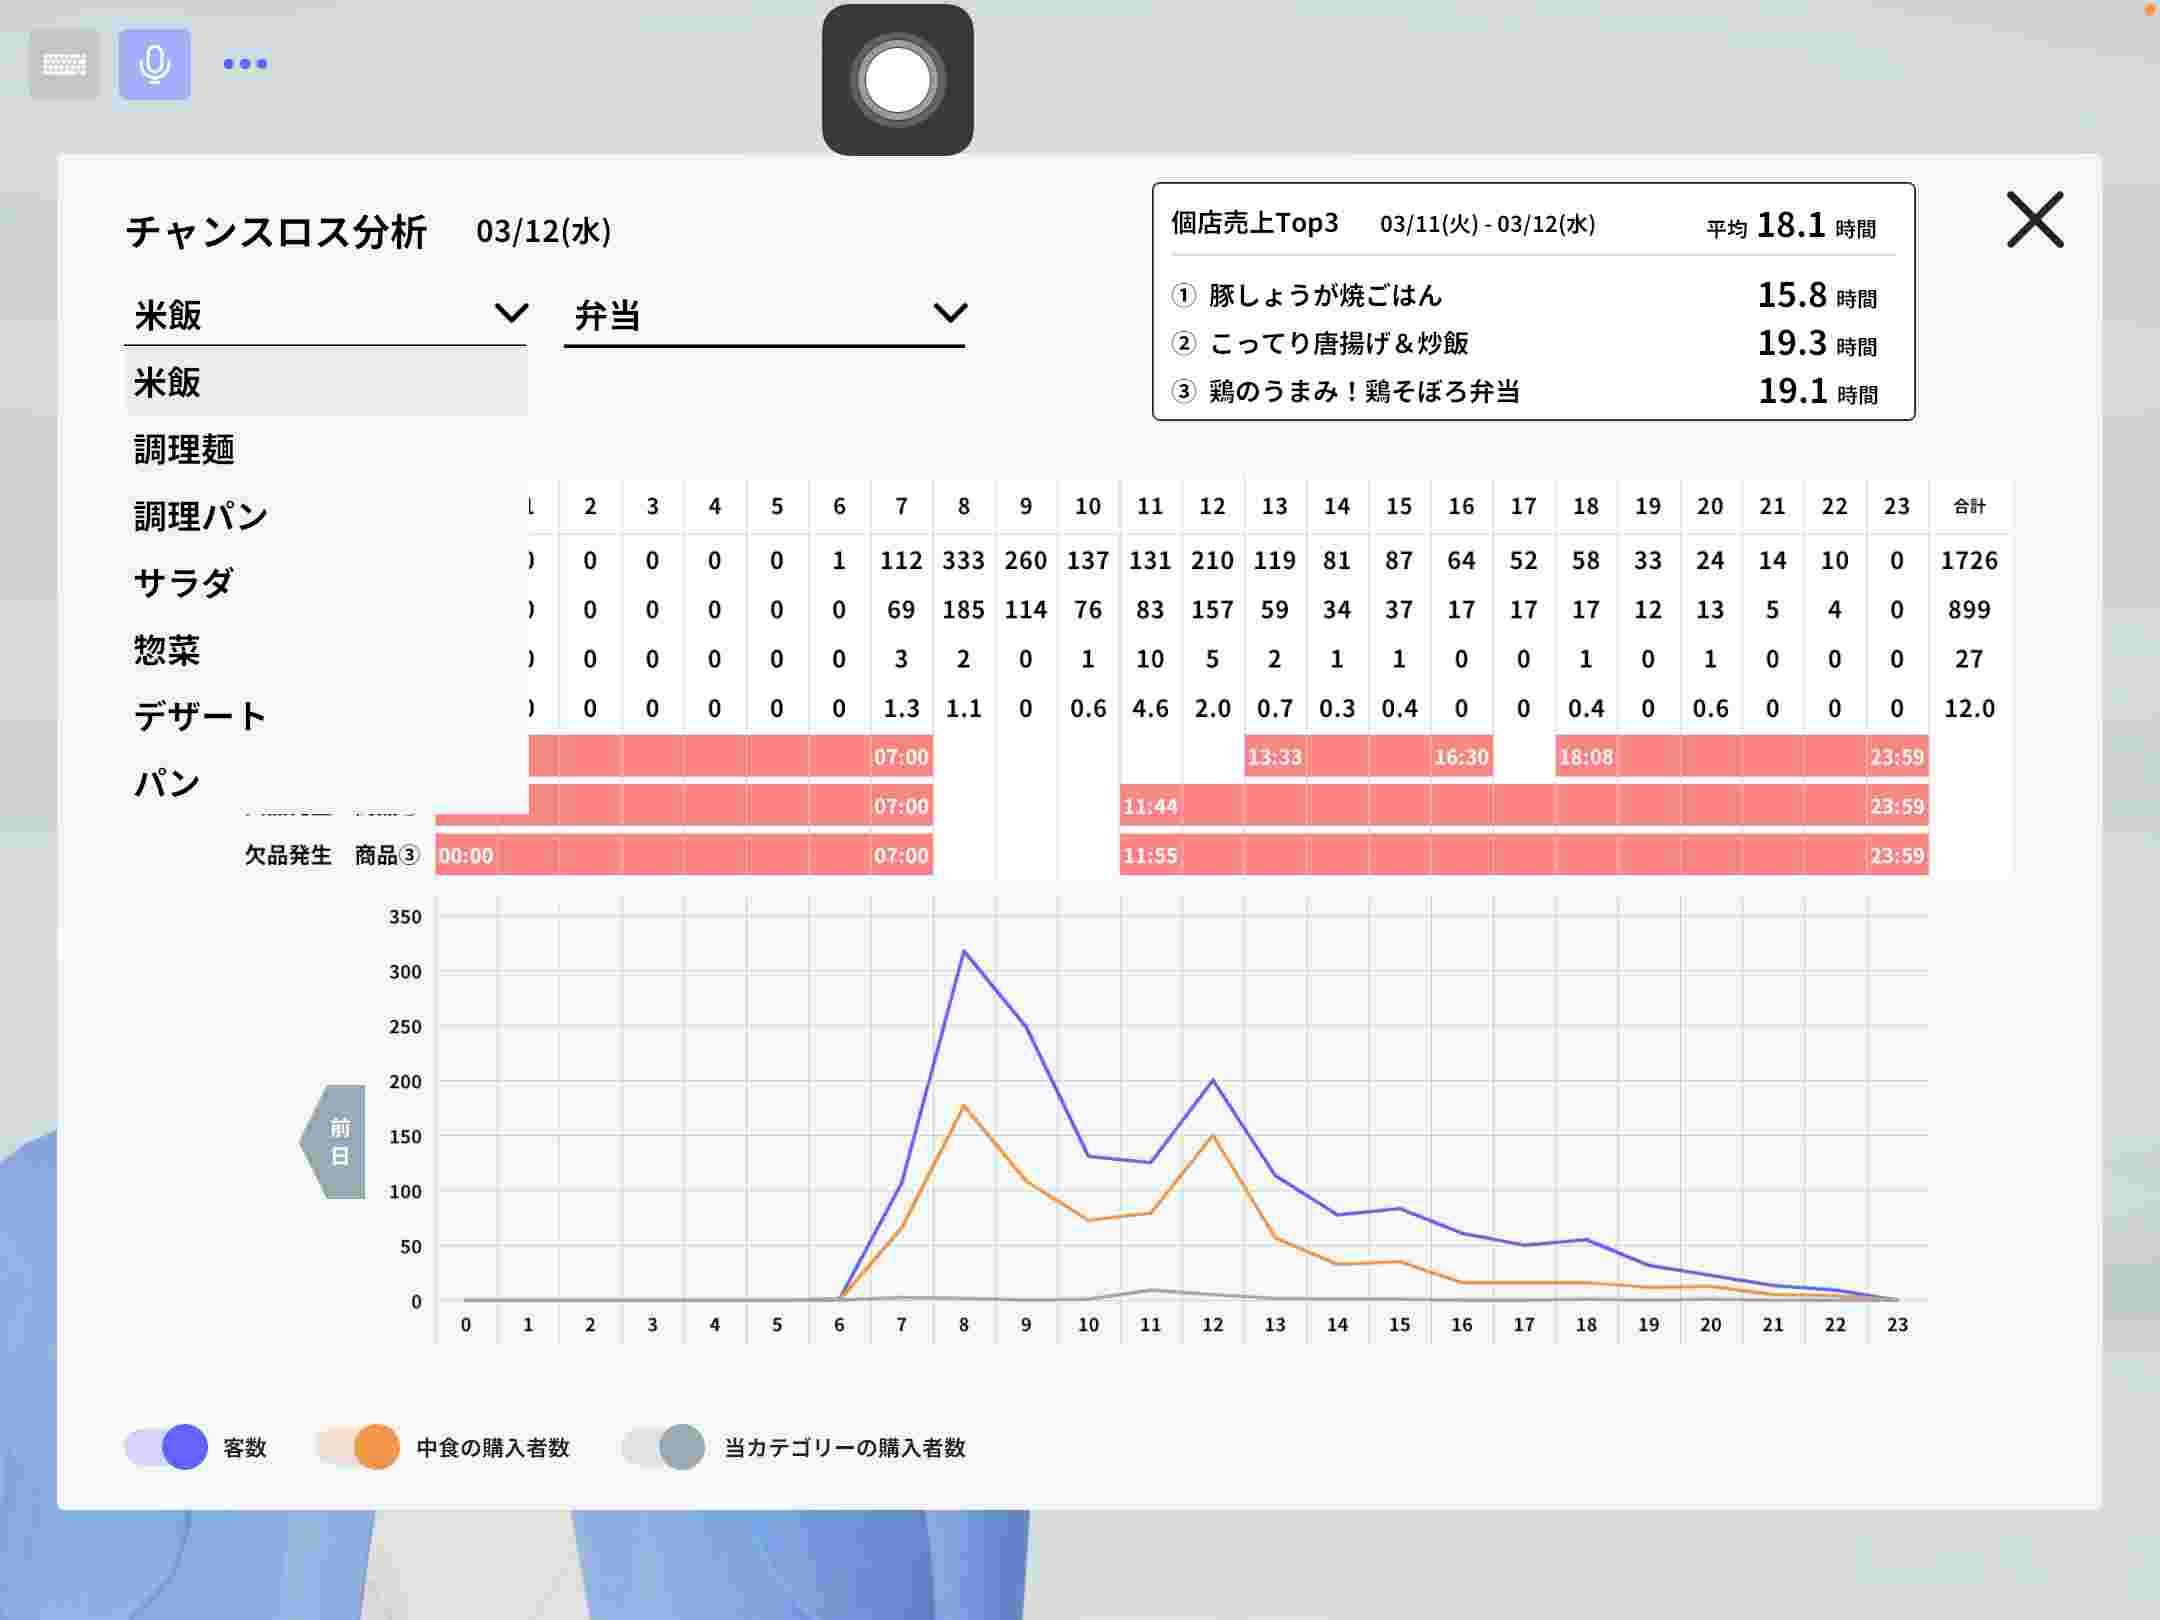 チャンスロス分析 03/12(水)
個店売上Top3 03/11(火) - 03/12(水) 平均 18.1 時間
① 豚しょうが焼ごはん 15.8 時間
② こってり唐揚げ＆炒飯 19.3 時間
③ 鶏のうまみ！鶏そぼろ弁当 19.1 時間
米飯 弁当
米飯
調理麺
調理パン
サラダ
惣菜
デザート
パン
1 2 3 4 5 6 7 8 9 10 11 12 13 14 15 16 17 18 19 20 21 22 23 合計
0 0 0 0 0 1 112 333 260 137 131 210 119 81 87 64 52 58 33 24 14 10 0 1726
0 0 0 0 0 0 69 185 114 76 83 157 59 34 37 17 17 17 12 13 5 4 0 899
0 0 0 0 0 0 3 2 0 1 10 5 2 1 1 0 0 1 0 1 0 0 0 27
0 0 0 0 0 0 1.3 1.1 0 0.6 4.6 2.0 0.7 0.3 0.4 0 0 0.4 0 0.6 0 0 0 12.0
07:00 13:33 16:30 18:08 23:59
07:00 11:44 23:59
欠品発生 商品③ 00:00 07:00 11:55 23:59
350
300
250
200
150
100
50
0
前日
0 1 2 3 4 5 6 7 8 9 10 11 12 13 14 15 16 17 18 19 20 21 22 23
客数 中食の購入者数 当カテゴリーの購入者数